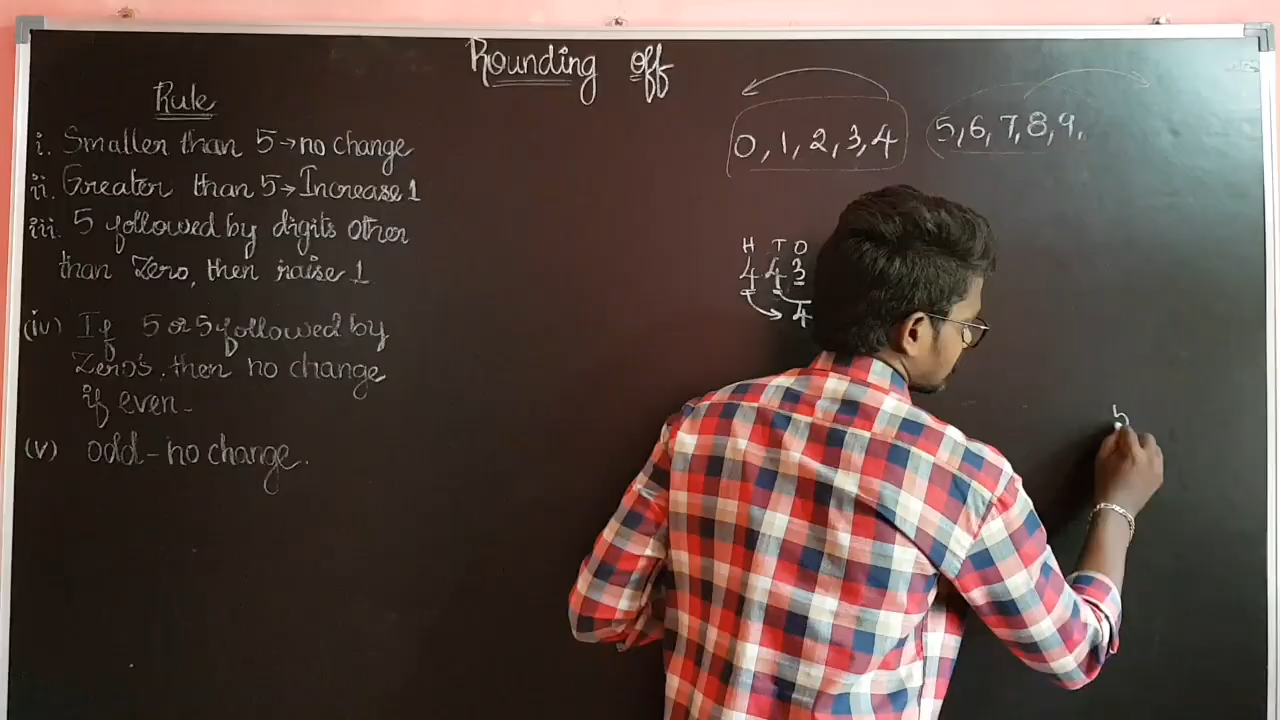 Rounding off
Rule
i. Smaller than 5→no change
ii. Greater than 5→Increase 1
iii. 5 followed by digits other
than Zero, then raise 1
(iv) If 5 or 5 followed by
Zero's, then no change
if even-
(v) odd - no change.
0, 1, 2, 3, 4
5, 6, 7, 8, 9,
H T O
4 4 3
4
5